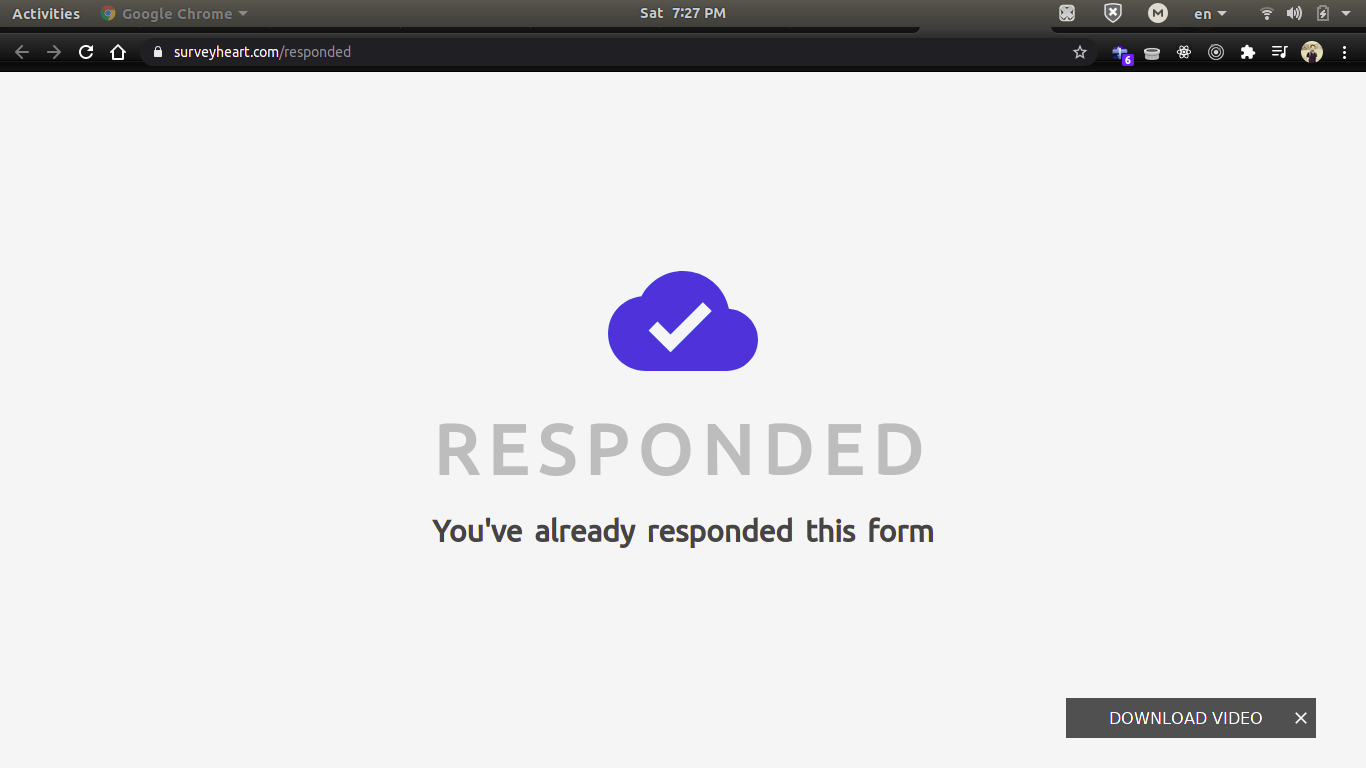 Activities Google Chrome Sat 7:27 PM M en
surveyheart.com/responded 6
RESPONDED
You've already responded this form
DOWNLOAD VIDEO